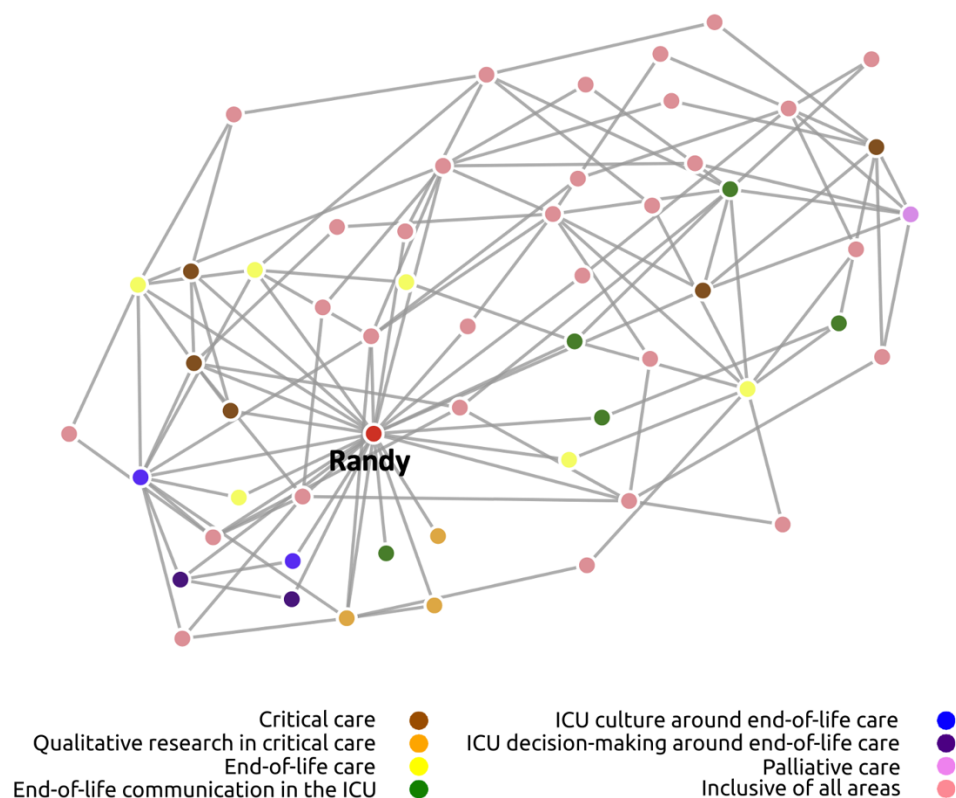 Randy
Critical care
Qualitative research in critical care
End-of-life care
End-of-life communication in the ICU
ICU culture around end-of-life care
ICU decision-making around end-of-life care
Palliative care
Inclusive of all areas